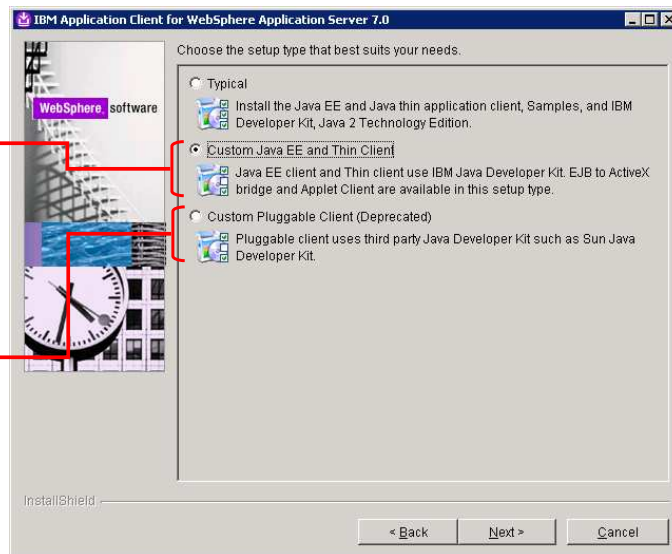 IBM Application Client for WebSphere Application Server 7.0
Choose the setup type that best suits your needs.
WebSphere. software
Typical
Install the Java EE and Java thin application client, Samples, and IBM
Developer Kit, Java 2 Technology Edition.
Custom Java EE and Thin Client
Java EE client and Thin client use IBM Java Developer Kit. EJB to ActiveX
bridge and Applet Client are available in this setup type.
Custom Pluggable Client (Deprecated)
Pluggable client uses third party Java Developer Kit such as Sun Java
Developer Kit.
InstallShield
< Back Next > Cancel